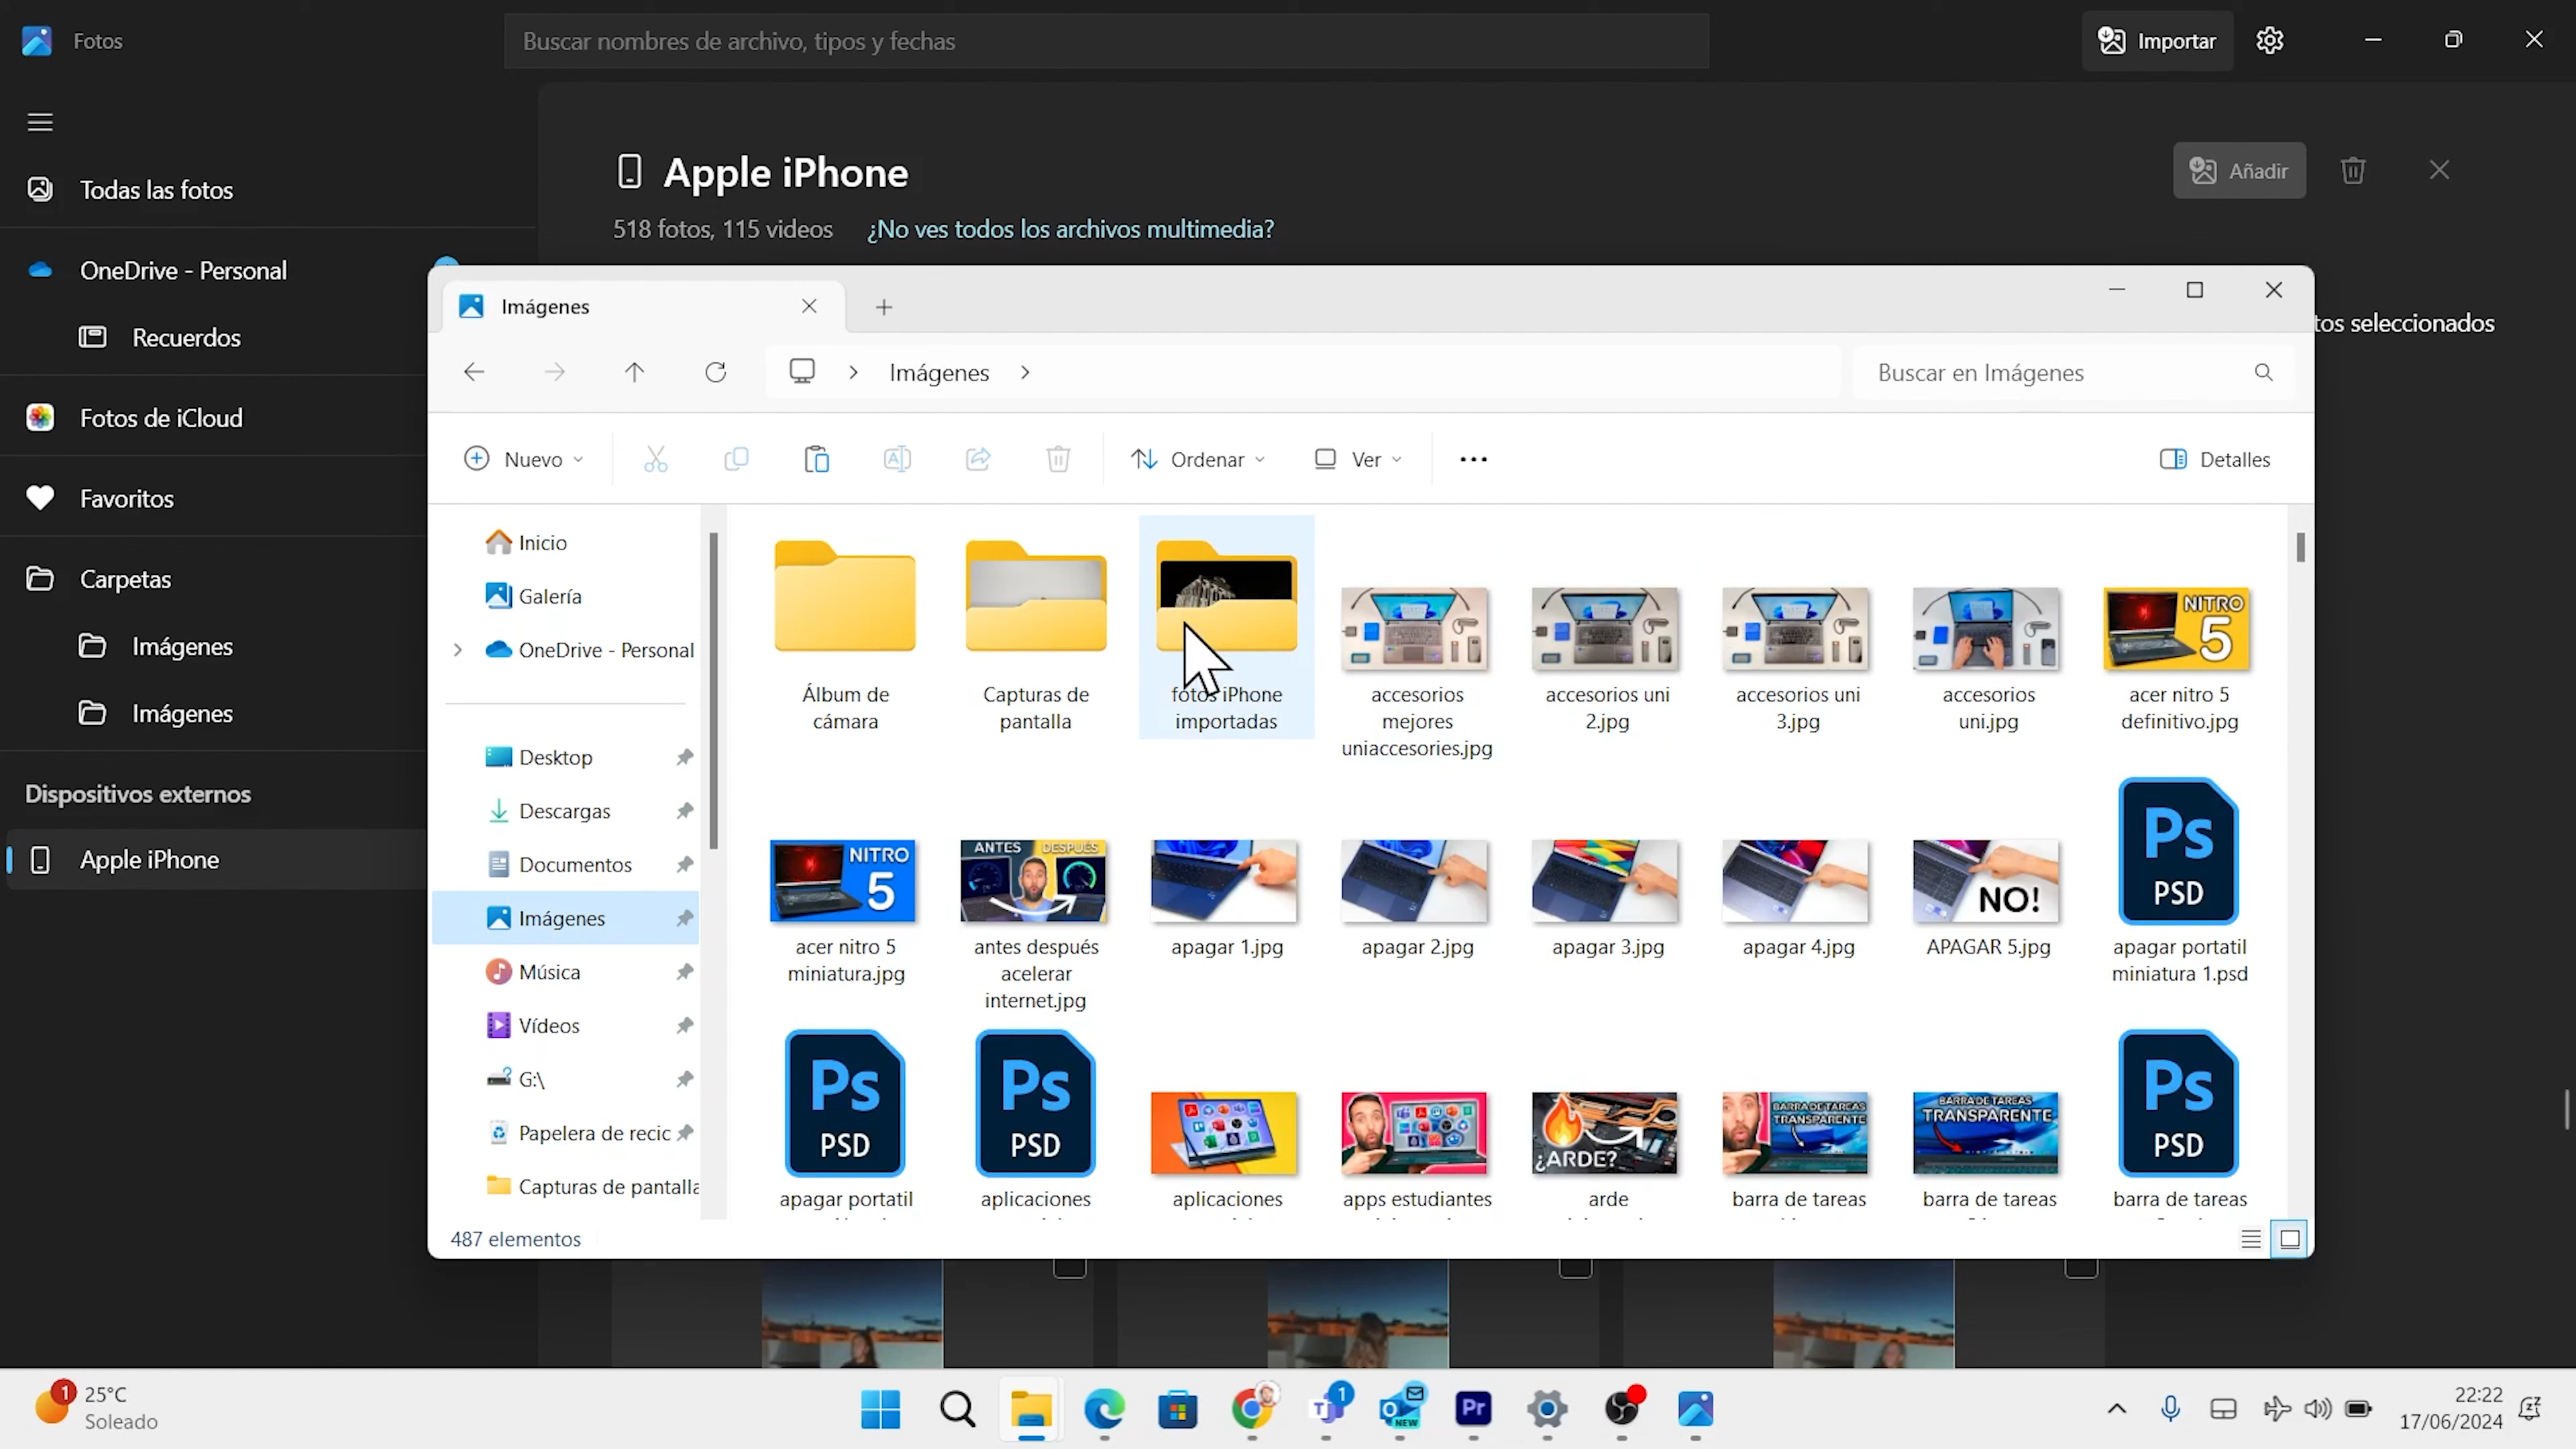 Fotos
Buscar nombres de archivo, tipos y fechas
Importar
Todas las fotos
OneDrive - Personal
Recuerdos
Fotos de iCloud
Favoritos
Carpetas
Imágenes
Imágenes
Dispositivos externos
Apple iPhone
Apple iPhone
Añadir
518 fotos, 115 videos ¿No ves todos los archivos multimedia?
tos seleccionados
Imágenes
Imágenes
Buscar en Imágenes
Nuevo
Ordenar
Ver
Detalles
Inicio
Galería
OneDrive - Personal
Desktop
Descargas
Documentos
Imágenes
Música
Vídeos
G:\
Papelera de recic
Capturas de pantalla
NITRO
5
Álbum de
cámara
Capturas de
pantalla
fotos iPhone
importadas
accesorios
mejores
uniaccesories.jpg
accesorios uni
2.jpg
accesorios uni
3.jpg
accesorios
uni.jpg
acer nitro 5
definitivo.jpg
NITRO
5
ANTES DESPUÉS
NO!
Ps
PSD
acer nitro 5
miniatura.jpg
antes después
acelerar
internet.jpg
apagar 1.jpg
apagar 2.jpg
apagar 3.jpg
apagar 4.jpg
APAGAR 5.jpg
apagar portatil
miniatura 1.psd
Ps
PSD
Ps
PSD
¿ARDE?
BARRA DE TAREAS
TRANSPARENTE
BARRA DE TAREAS
TRANSPARENTE
Ps
PSD
apagar portatil
aplicaciones
aplicaciones
apps estudiantes
arde
barra de tareas
barra de tareas
barra de tareas
487 elementos
1
25°C
Soleado
1
NEW
Pr
22:22
17/06/2024